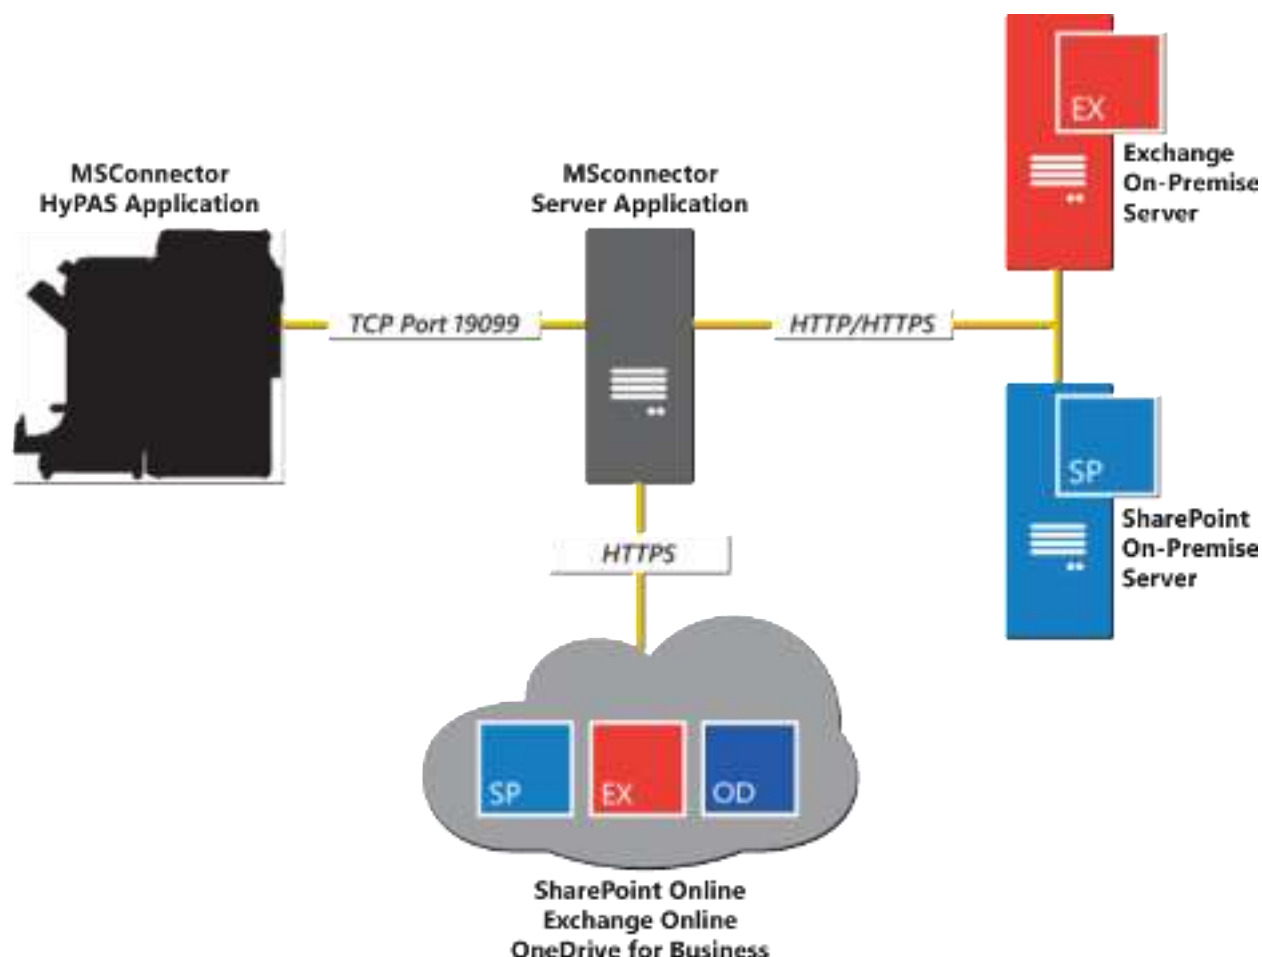 EX
Exchange
On-Premise
Server
MSConnector
HyPAS Application
MSconnector
Server Application
TCP Port 19099
HTTP/HTTPS
SP
SharePoint
On-Premise
Server
HTTPS
SP EX OD
SharePoint Online
Exchange Online
OneDrive for Business